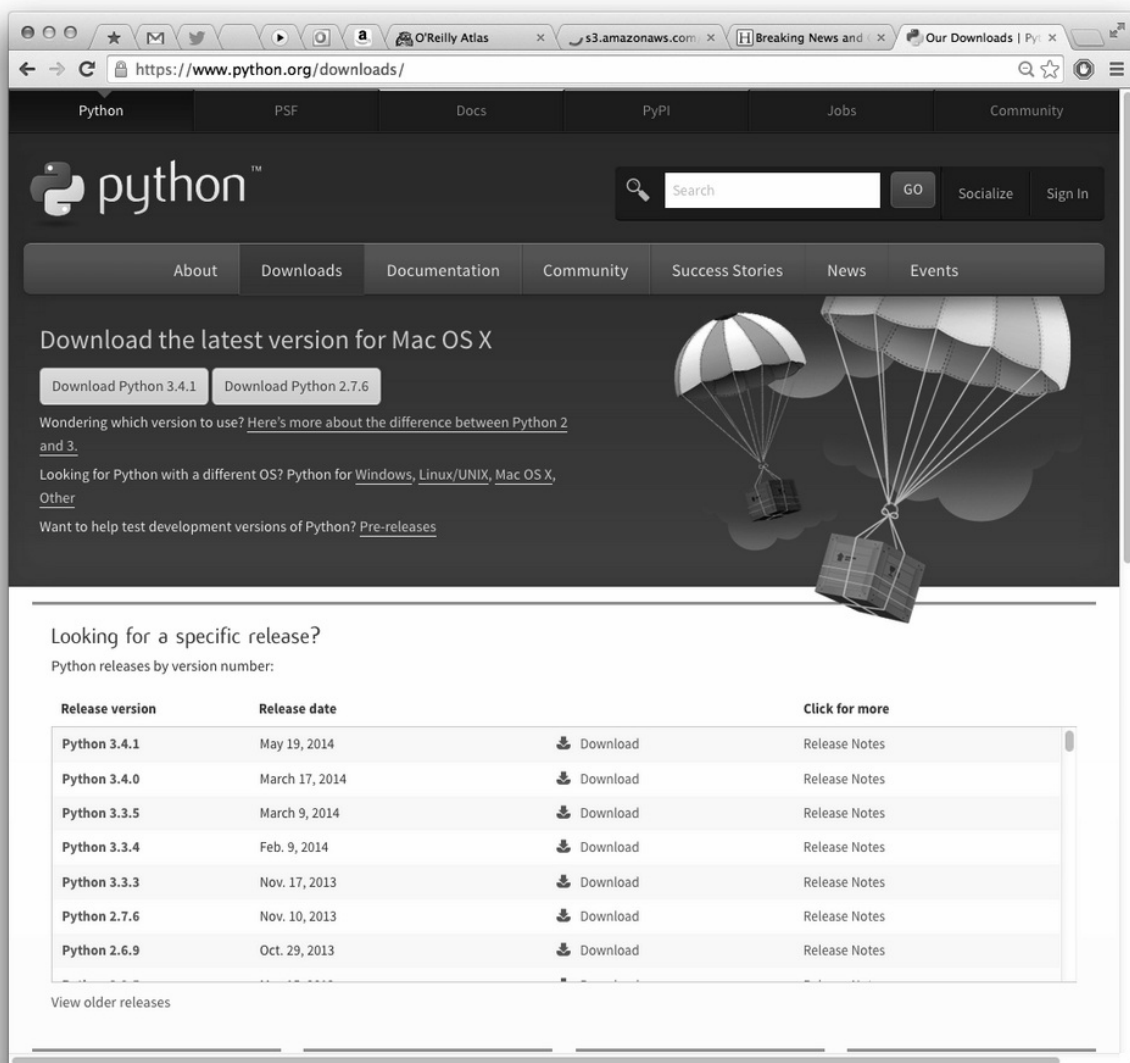 a O'Reilly Atlas × s3.amazonaws.com × H Breaking News and × Our Downloads | Pyt ×
https://www.python.org/downloads/
Python PSF Docs PyPI Jobs Community
python™
Search GO Socialize Sign In
About Downloads Documentation Community Success Stories News Events
Download the latest version for Mac OS X
Download Python 3.4.1 Download Python 2.7.6
Wondering which version to use? Here's more about the difference between Python 2
and 3.
Looking for Python with a different OS? Python for Windows, Linux/UNIX, Mac OS X,
Other
Want to help test development versions of Python? Pre-releases
Looking for a specific release?
Python releases by version number:
Release version Release date Click for more
Python 3.4.1 May 19, 2014 Download Release Notes
Python 3.4.0 March 17, 2014 Download Release Notes
Python 3.3.5 March 9, 2014 Download Release Notes
Python 3.3.4 Feb. 9, 2014 Download Release Notes
Python 3.3.3 Nov. 17, 2013 Download Release Notes
Python 2.7.6 Nov. 10, 2013 Download Release Notes
Python 2.6.9 Oct. 29, 2013 Download Release Notes
View older releases